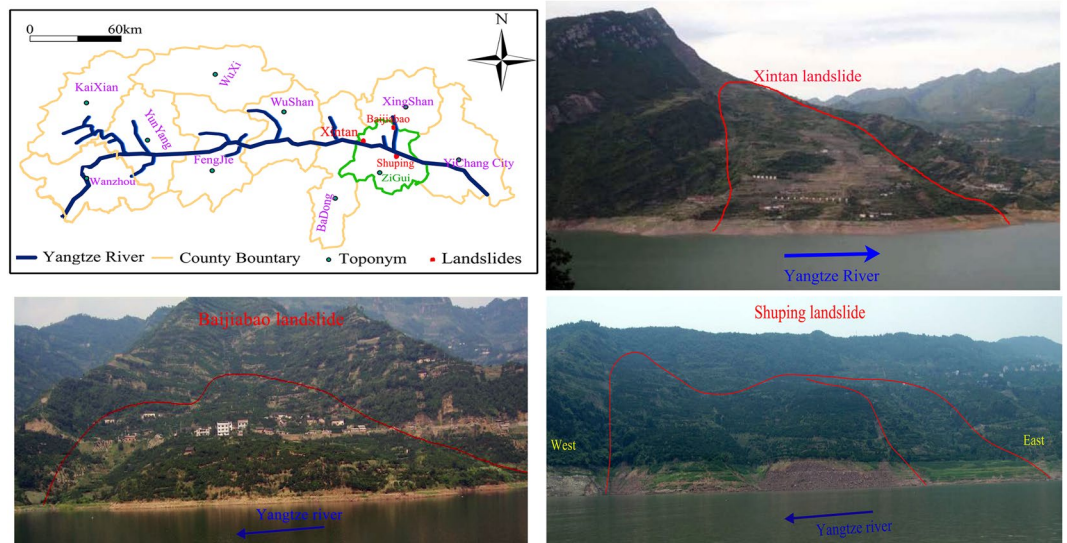 0 60km
N
KaiXian
WuXi
YunYang
WuShan
XingShan
Baijiabao
Xintan
FengJIe
Shuping
YiChang City
Wanzhou
ZiGui
BaDong
Yangtze River County Boundary Toponym Landslides
Xintan landslide
Yangtze River
Baijiabao landslide
Yangtze river
Shuping landslide
West
East
Yangtze river